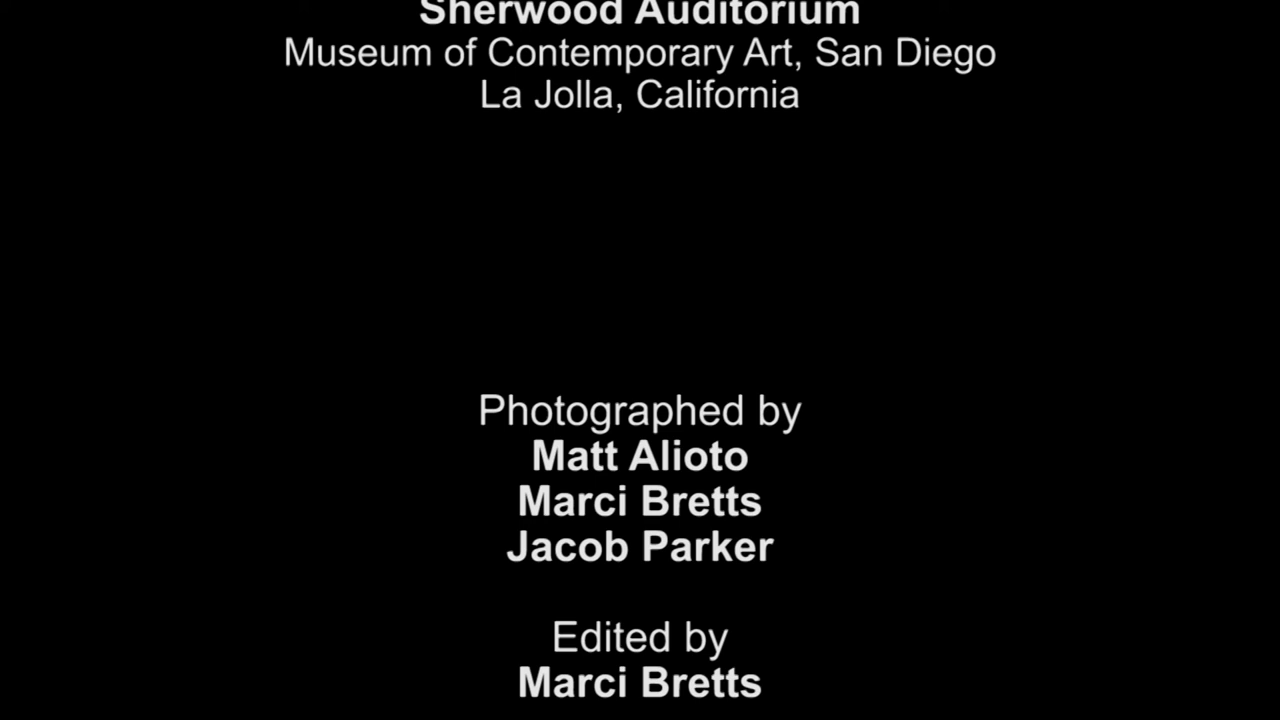 Sherwood Auditorium
Museum of Contemporary Art, San Diego
La Jolla, California
Photographed by
Matt Alioto
Marci Bretts
Jacob Parker
Edited by
Marci Bretts